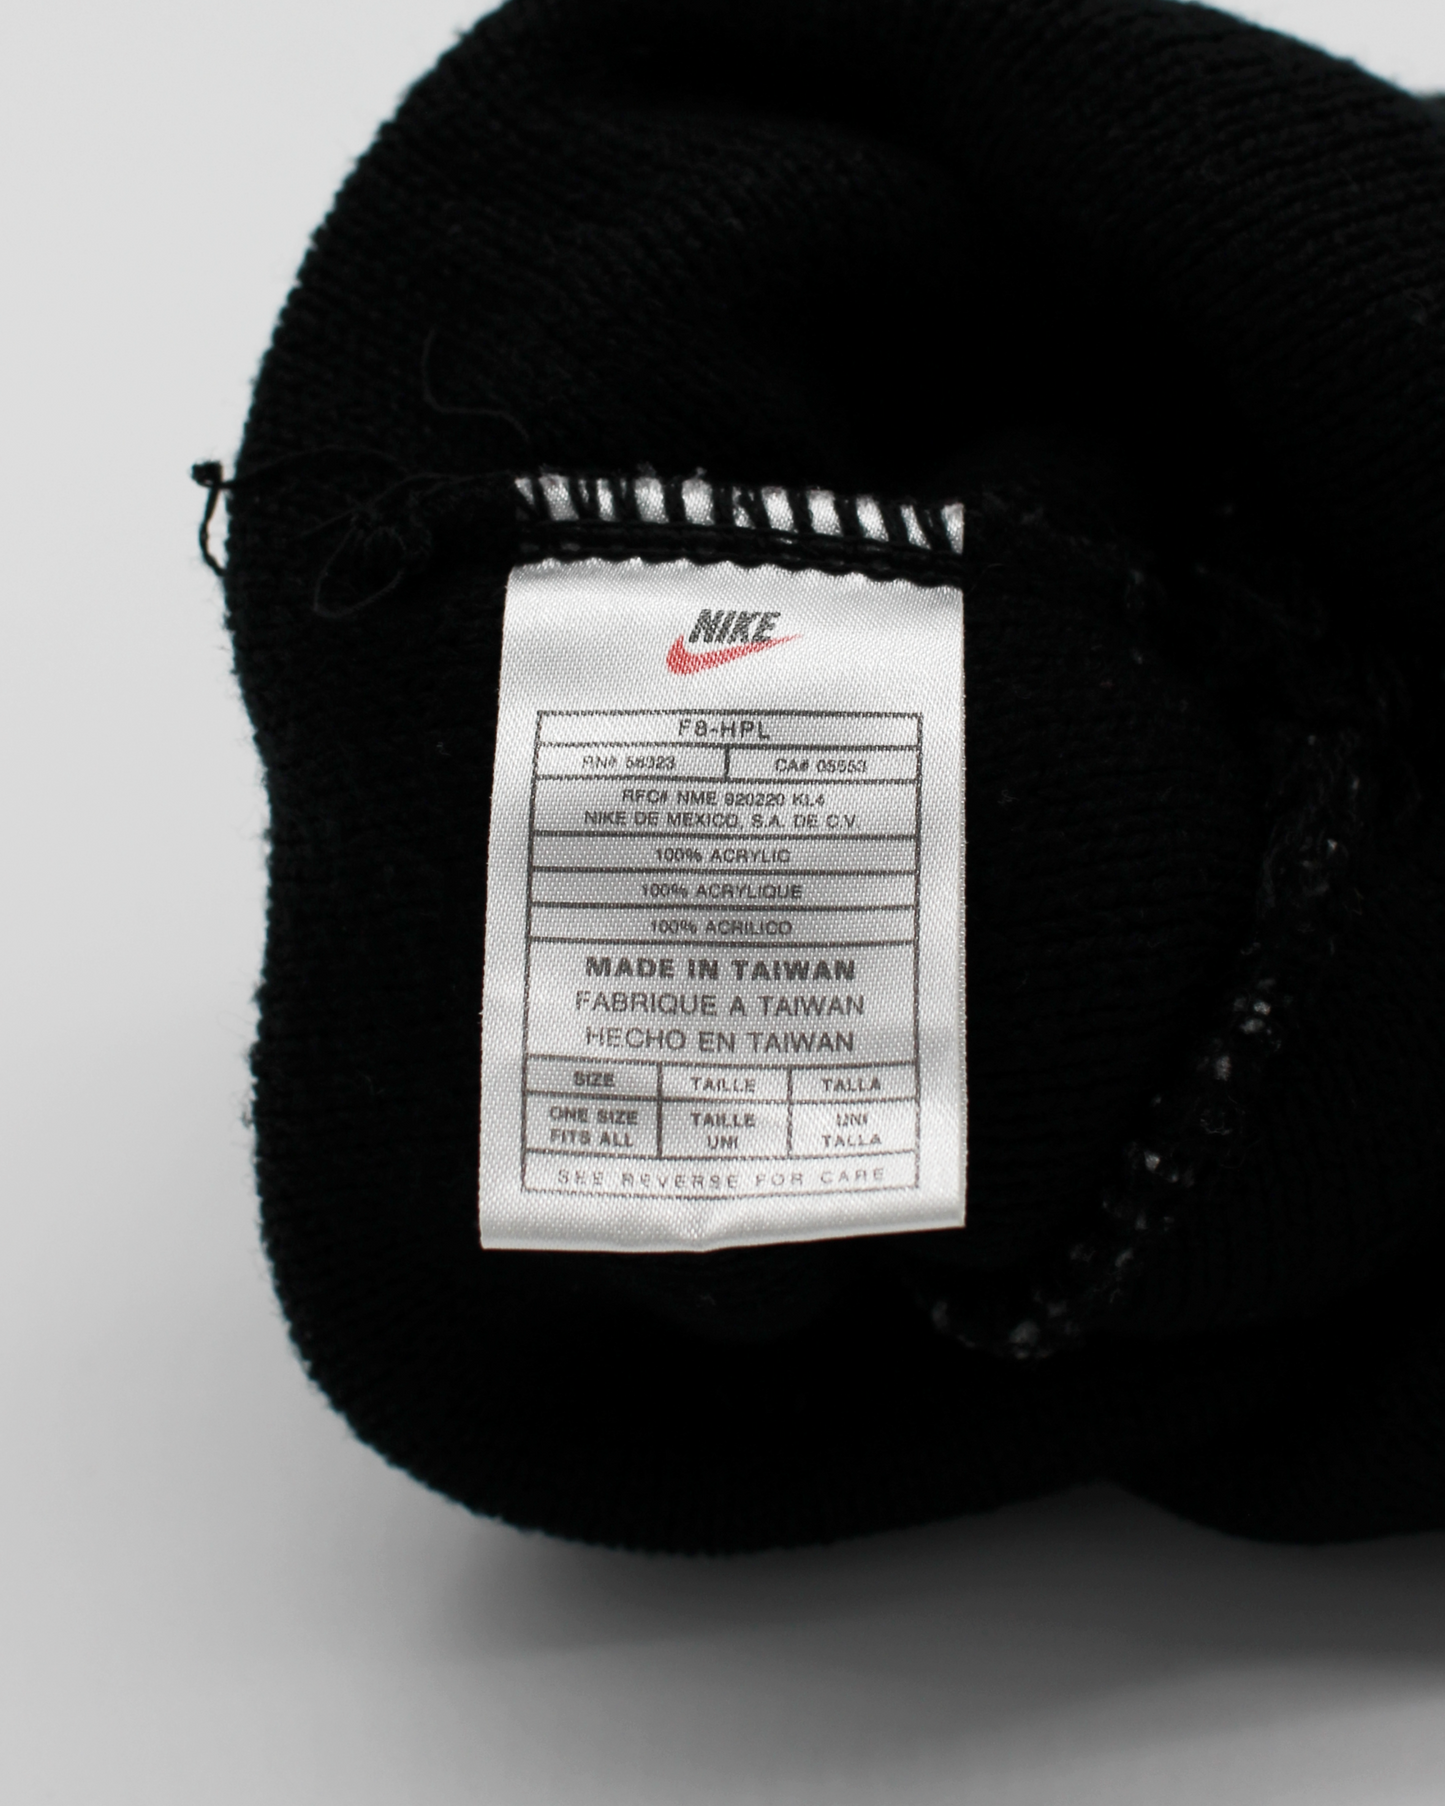 NIKE
F8-HPL
RN# 56323 CA# 05553
RFC# NME 920220 KL4
NIKE DE MEXICO, S.A. DE C.V.
100% ACRYLIC
100% ACRYLIQUE
100% ACRILICO
MADE IN TAIWAN
FABRIQUE A TAIWAN
HECHO EN TAIWAN
SIZE TAILLE TALLA
ONE SIZE TAILLE UNI
FITS ALL UNI TALLA
SEE REVERSE FOR CARE